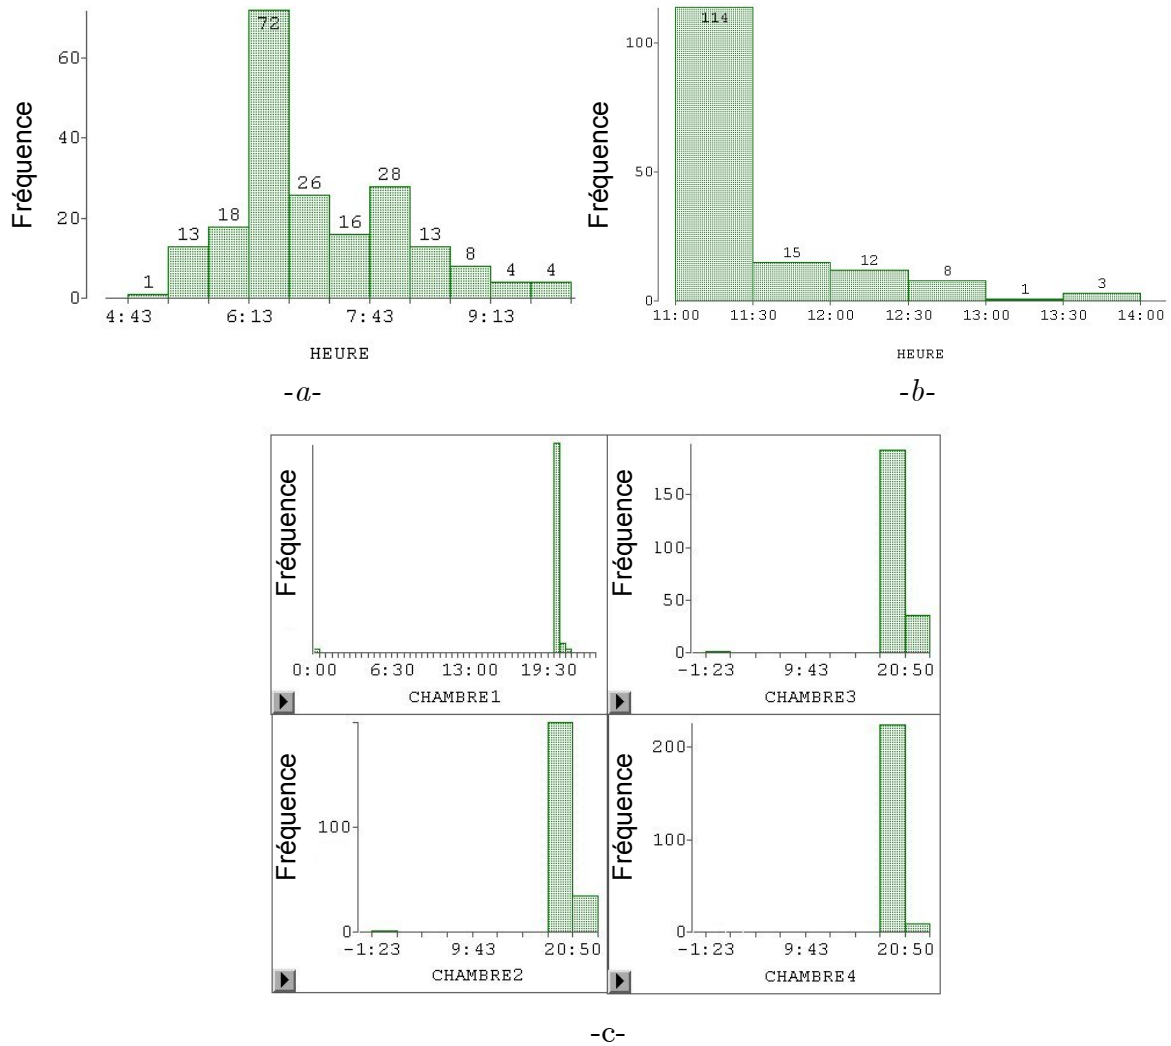 72
60
40
20
0
1
13
18
26
16
28
13
8
4
4
Fréquence
4:43 6:13 7:43 9:13
HEURE
-a-
114
100
50
0
15
12
8
1
3
Fréquence
11:00 11:30 12:00 12:30 13:00 13:30 14:00
HEURE
-b-
Fréquence
0:00 6:30 13:00 19:30
CHAMBRE1
Fréquence
150
100
50
0
-1:23 9:43 20:50
CHAMBRE3
Fréquence
100
0
-1:23 9:43 20:50
CHAMBRE2
Fréquence
200
100
0
-1:23 9:43 20:50
CHAMBRE4
-c-